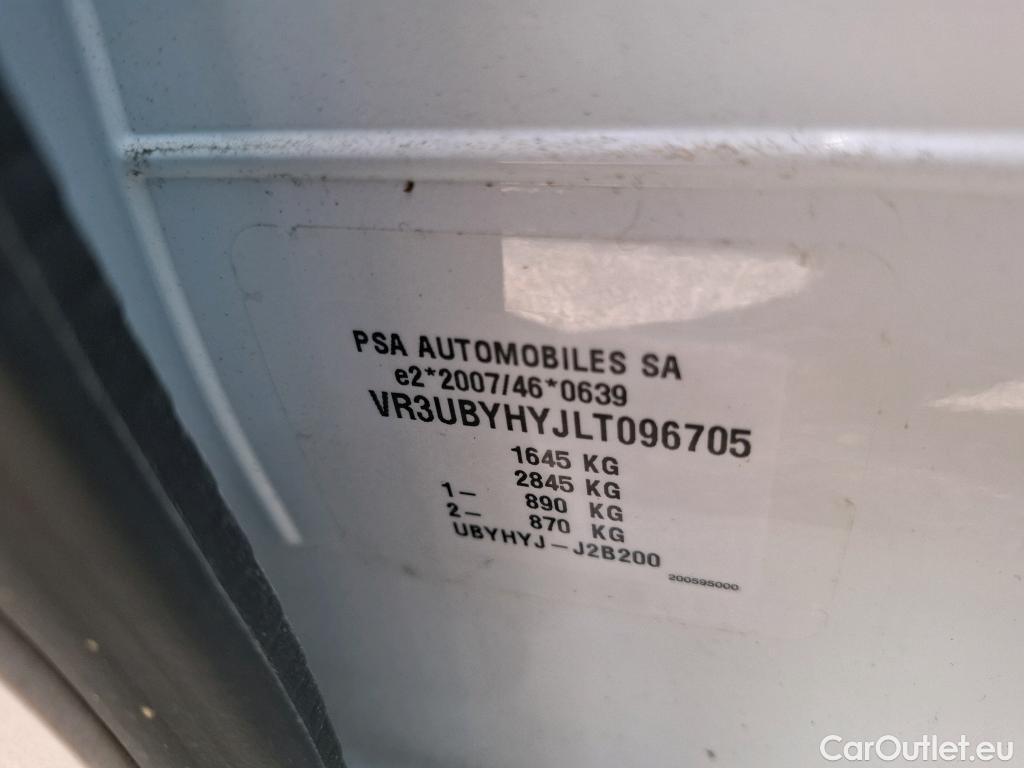 PSA AUTOMOBILES SA
e2*2007/46*0639
VR3UBYHYJLT096705
1645 KG
2845 KG
1- 890 KG
2- 870 KG
UBYHYJ-J2B200
200595000
CarOutlet.eu